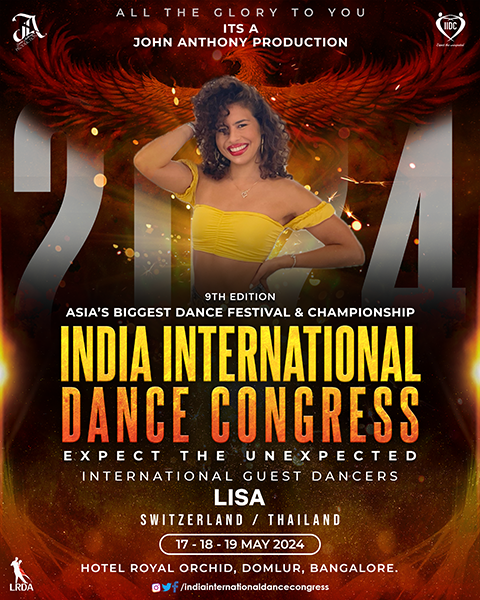 ALL THE GLORY TO YOU
ITS A
JOHN ANTHONY PRODUCTION
JA
IIDC
2024
9TH EDITION
ASIA'S BIGGEST DANCE FESTIVAL & CHAMPIONSHIP
INDIA INTERNATIONAL
DANCE CONGRESS
EXPECT THE UNEXPECTED
INTERNATIONAL GUEST DANCERS
LISA
SWITZERLAND / THAILAND
17 - 18 - 19 MAY 2024
HOTEL ROYAL ORCHID, DOMLUR, BANGALORE.
LRDA
/indiainternationaldancecongress